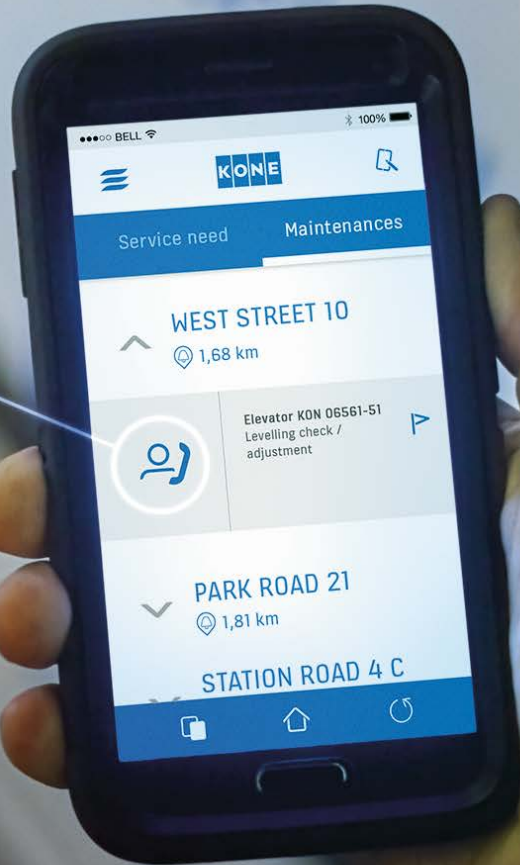 ●●●○○ BELL 100%
KONE
Service need Maintenances
WEST STREET 10
1,68 km
Elevator KON 06561-51
Levelling check /
adjustment
PARK ROAD 21
1,81 km
STATION ROAD 4 C